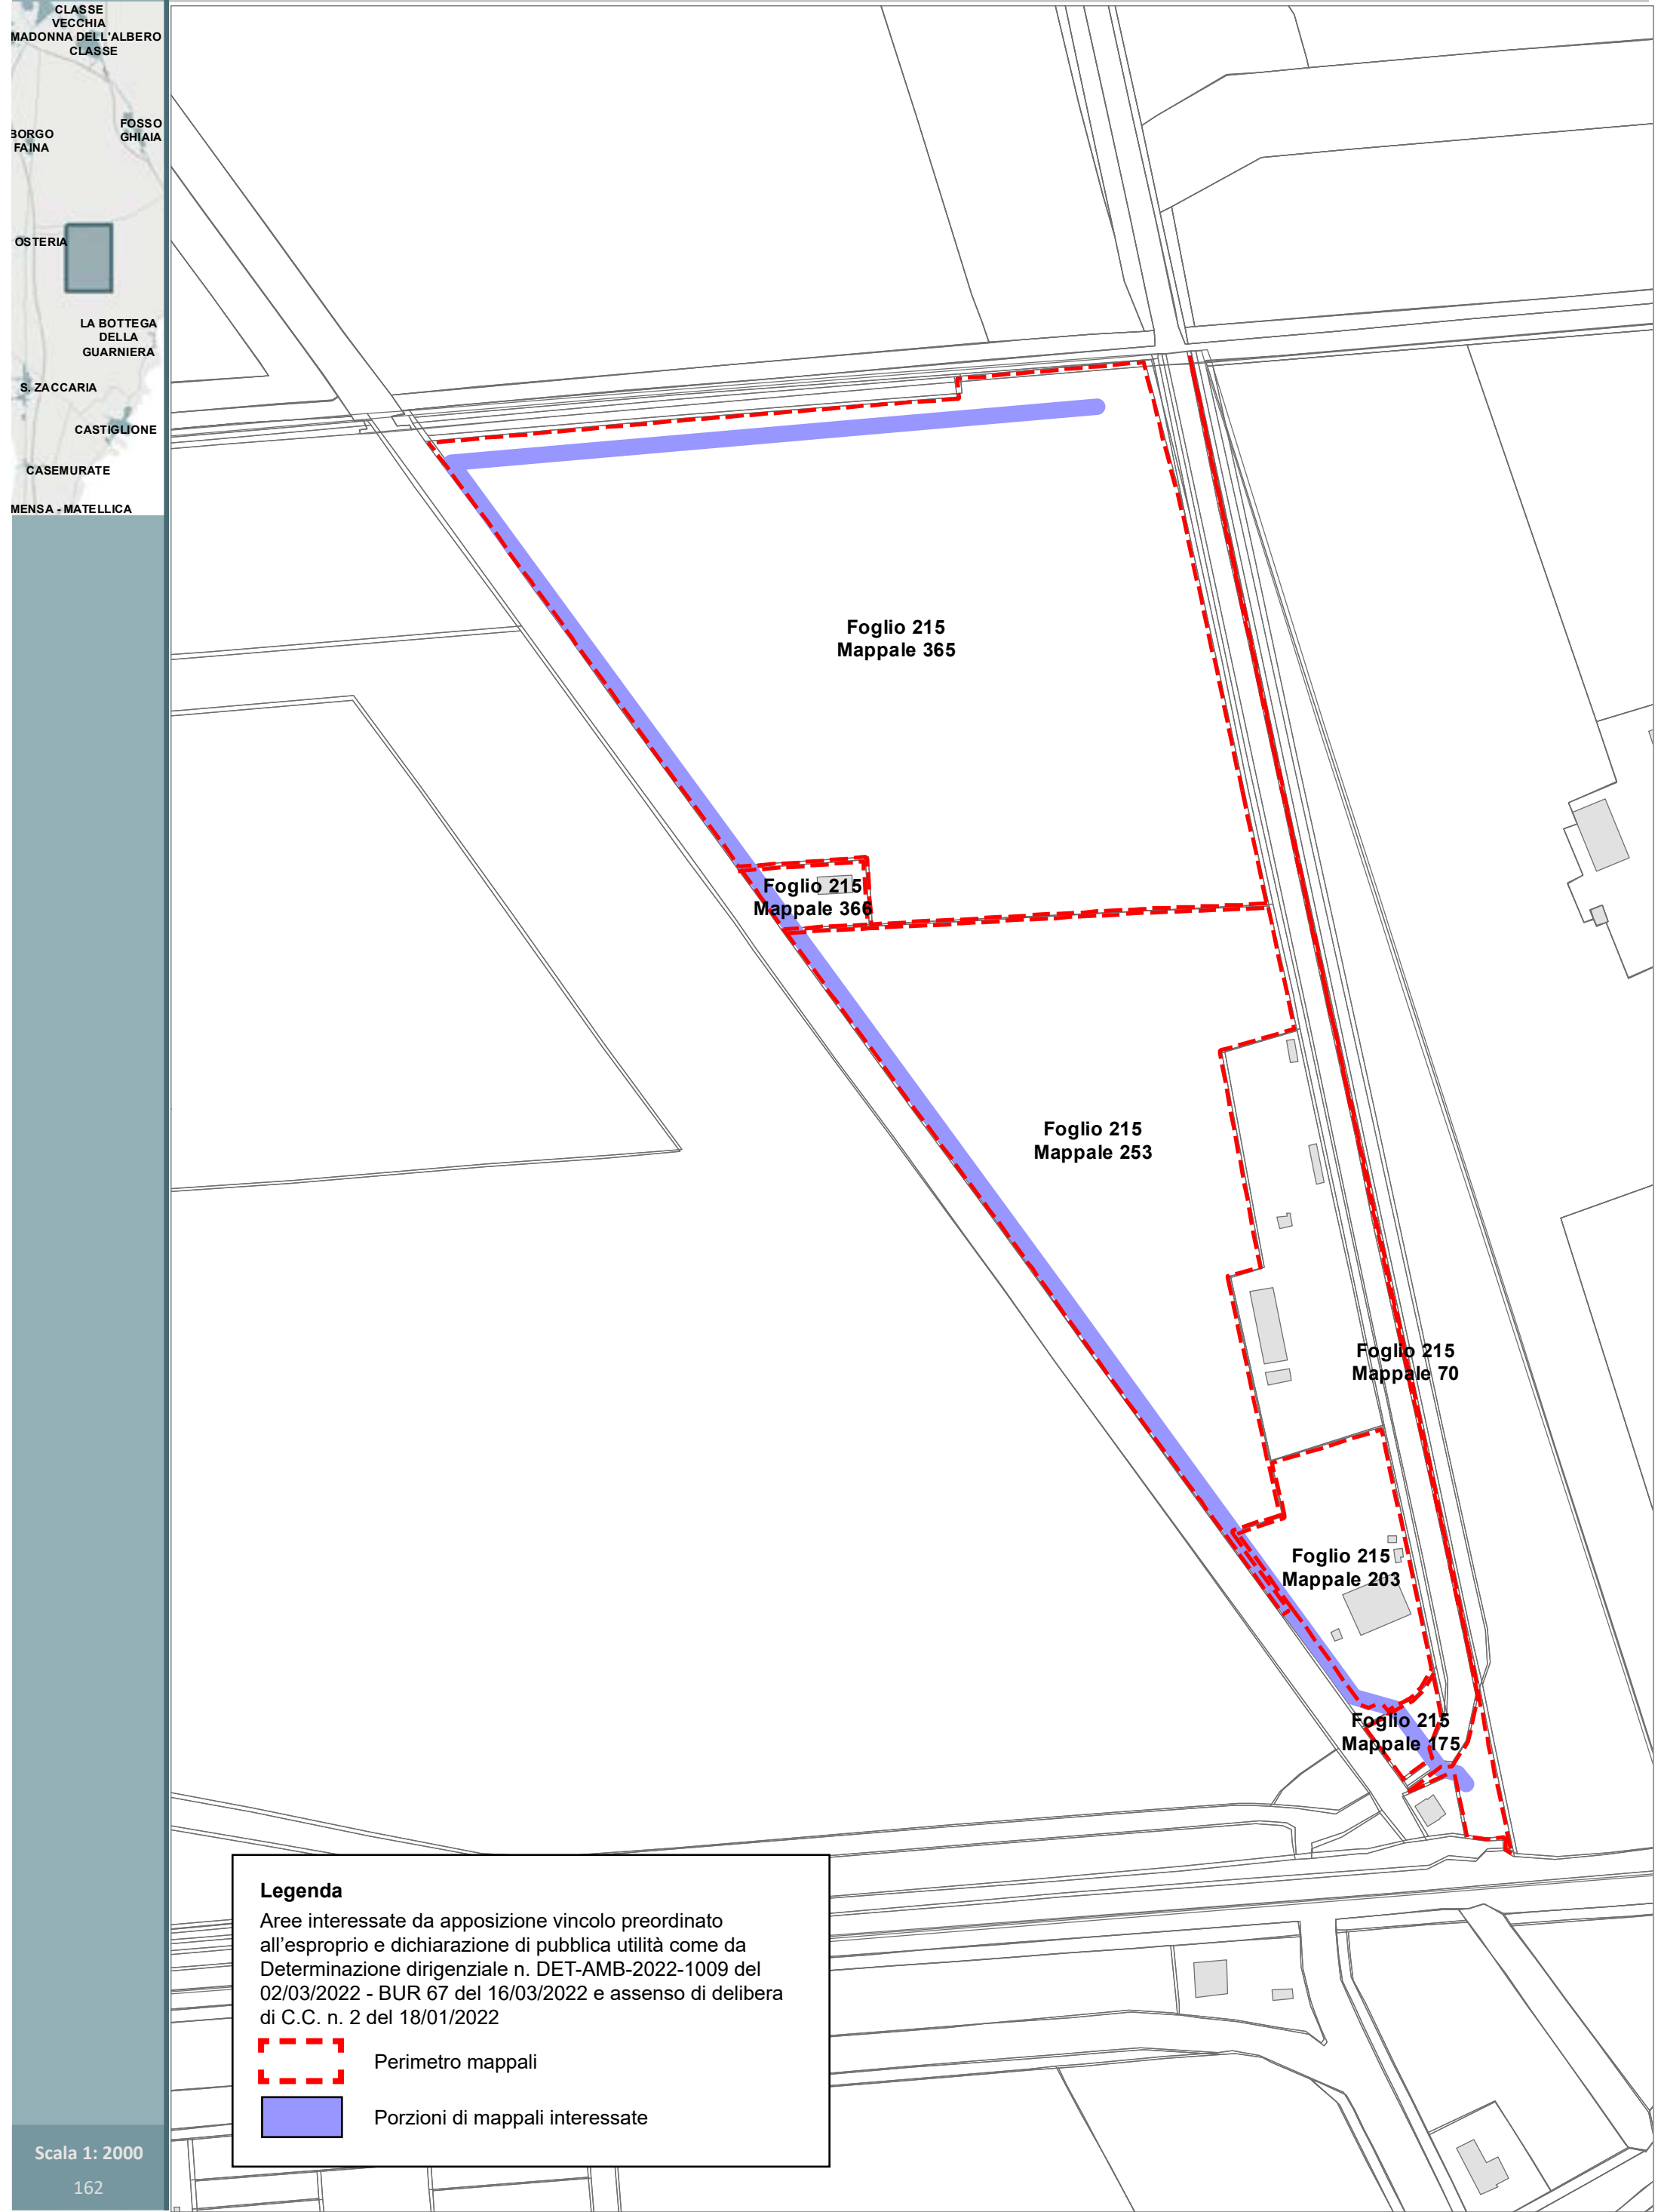 CLASSE
VECCHIA
MADONNA DELL'ALBERO
CLASSE
FOSSO
GHIAIA
BORGO
FAINA
OSTERIA
LA BOTTEGA
DELLA
GUARNIERA
S. ZACCARIA
CASTIGLIONE
CASEMURATE
MENSA - MATELLICA
Foglio 215
Mappale 365
Foglio 215
Mappale 366
Foglio 215
Mappale 253
Foglio 215
Mappale 70
Foglio 215
Mappale 203
Foglio 215
Mappale 175
Legenda
Aree interessate da apposizione vincolo preordinato
all'esproprio e dichiarazione di pubblica utilità come da
Determinazione dirigenziale n. DET-AMB-2022-1009 del
02/03/2022 - BUR 67 del 16/03/2022 e assenso di delibera
di C.C. n. 2 del 18/01/2022
Perimetro mappali
Porzioni di mappali interessate
Scala 1: 2000
162